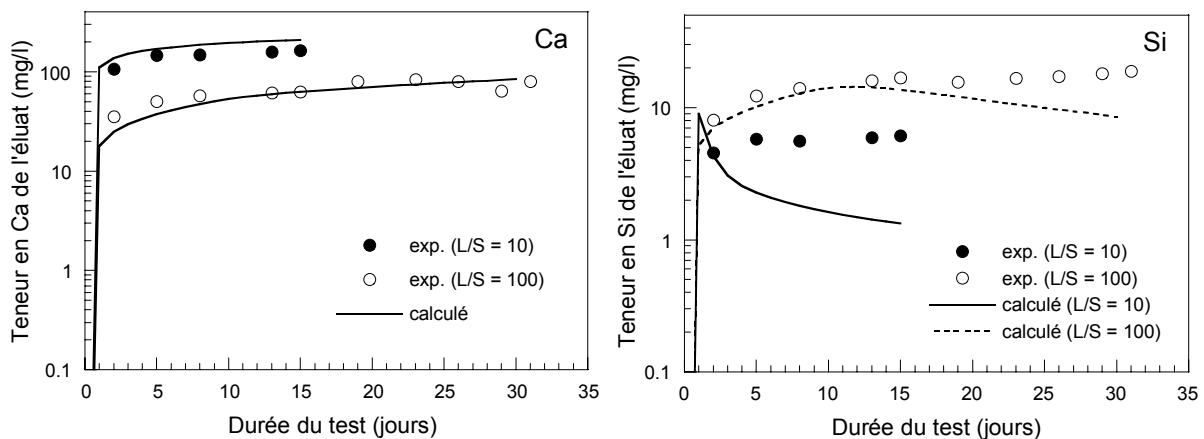 Ca
Teneur en Ca de l'éluat (mg/l)
100
10
1
0.1
exp. (L/S = 10)
exp. (L/S = 100)
calculé
0 5 10 15 20 25 30 35
Durée du test (jours)
Si
Teneur en Si de l'éluat (mg/l)
10
1
0.1
exp. (L/S = 10)
exp. (L/S = 100)
calculé (L/S = 10)
calculé (L/S = 100)
0 5 10 15 20 25 30 35
Durée du test (jours)